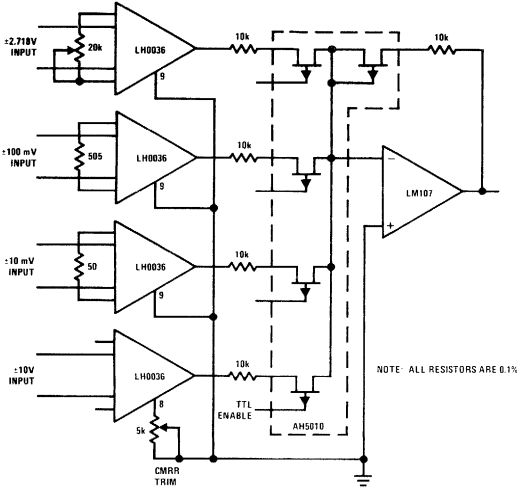 ±2.718V
INPUT
20k
LH0036
9
10k
10k
±100 mV
INPUT
505
LH0036
9
10k
LM107
−
+
±10 mV
INPUT
50
LH0036
9
10k
±10V
INPUT
LH0036
8
10k
5k
CMRR
TRIM
TTL
ENABLE
AH5010
NOTE: ALL RESISTORS ARE 0.1%